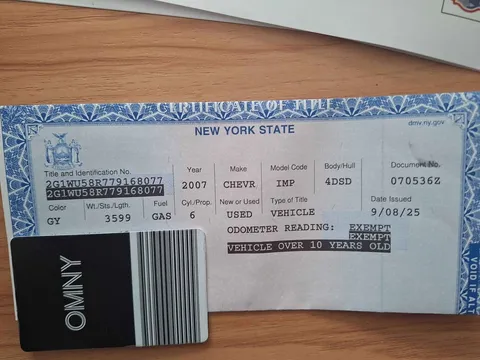 CERTIFICATE OF TITLE
NEW YORK STATE
dmv.ny.gov
Title and Identification No. Year Make Model Code Body/Hull Document No.
2G1WU58R779168077 2007 CHEVR IMP 4DSD 070536Z
2G1WU58R779168077
Color Wt./Sts./Lgth. Fuel Cyl./Prop. New or Used Type of Title Date Issued
GY 3599 GAS 6 USED VEHICLE 9/08/25
ODOMETER READING: EXEMPT
EXEMPT
VEHICLE OVER 10 YEARS OLD
OMNY
VOID IF ALT